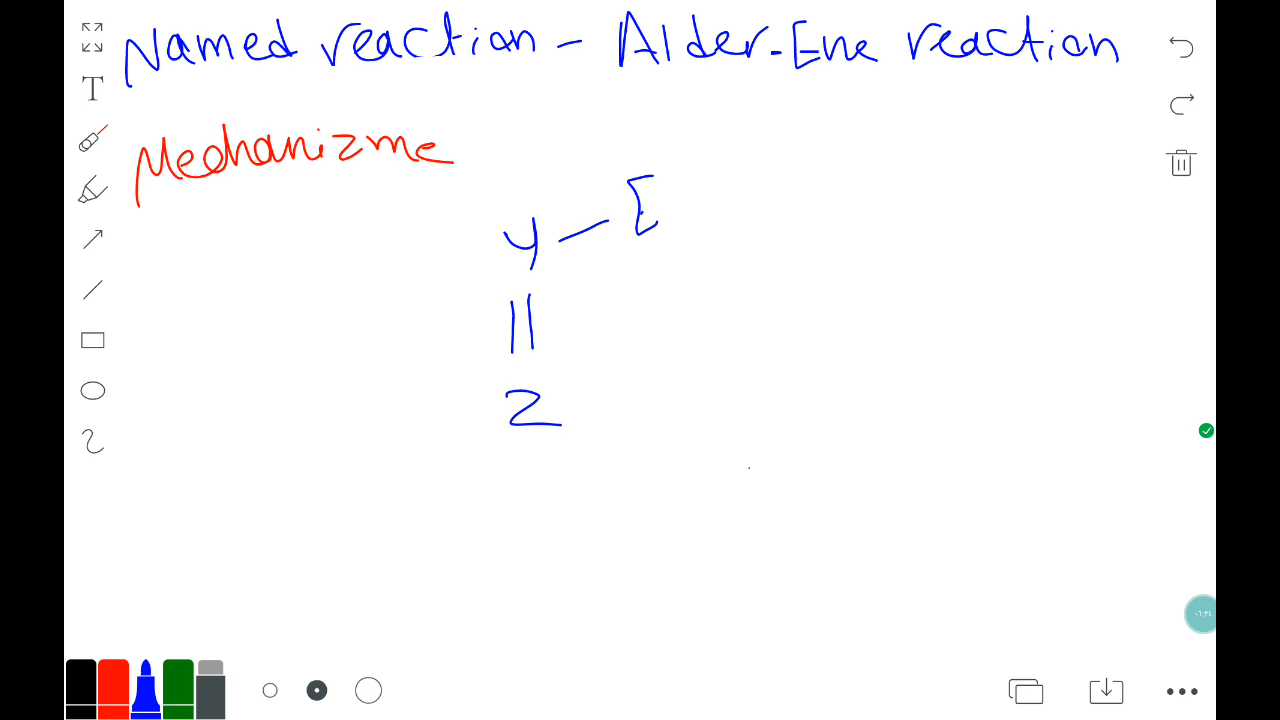 Named reaction - Alder-Ene reaction
Mechanizme
y - E
||
Z
T